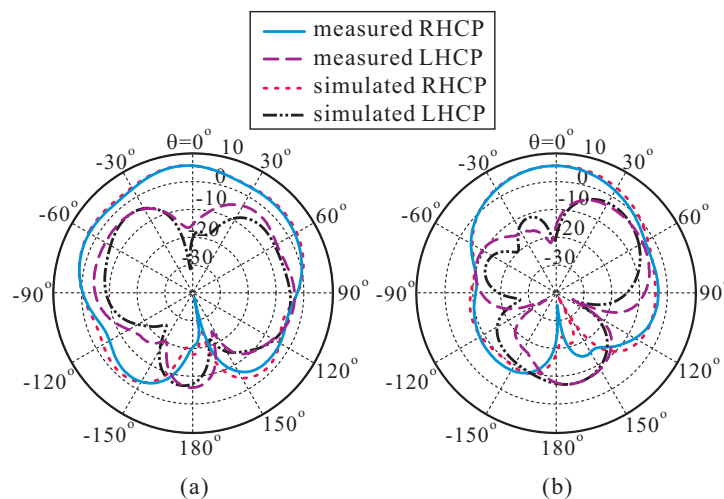 measured RHCP
measured LHCP
simulated RHCP
simulated LHCP
θ=0° 10
-30° 30°
0
-10
-60° 60°
-20
-30
-90° 90°
-120° 120°
-150° 150°
180°
(a)
θ=0° 10
-30° 30°
0
-10
-60° 60°
-20
-30
-90° 90°
-120° 120°
-150° 150°
180°
(b)